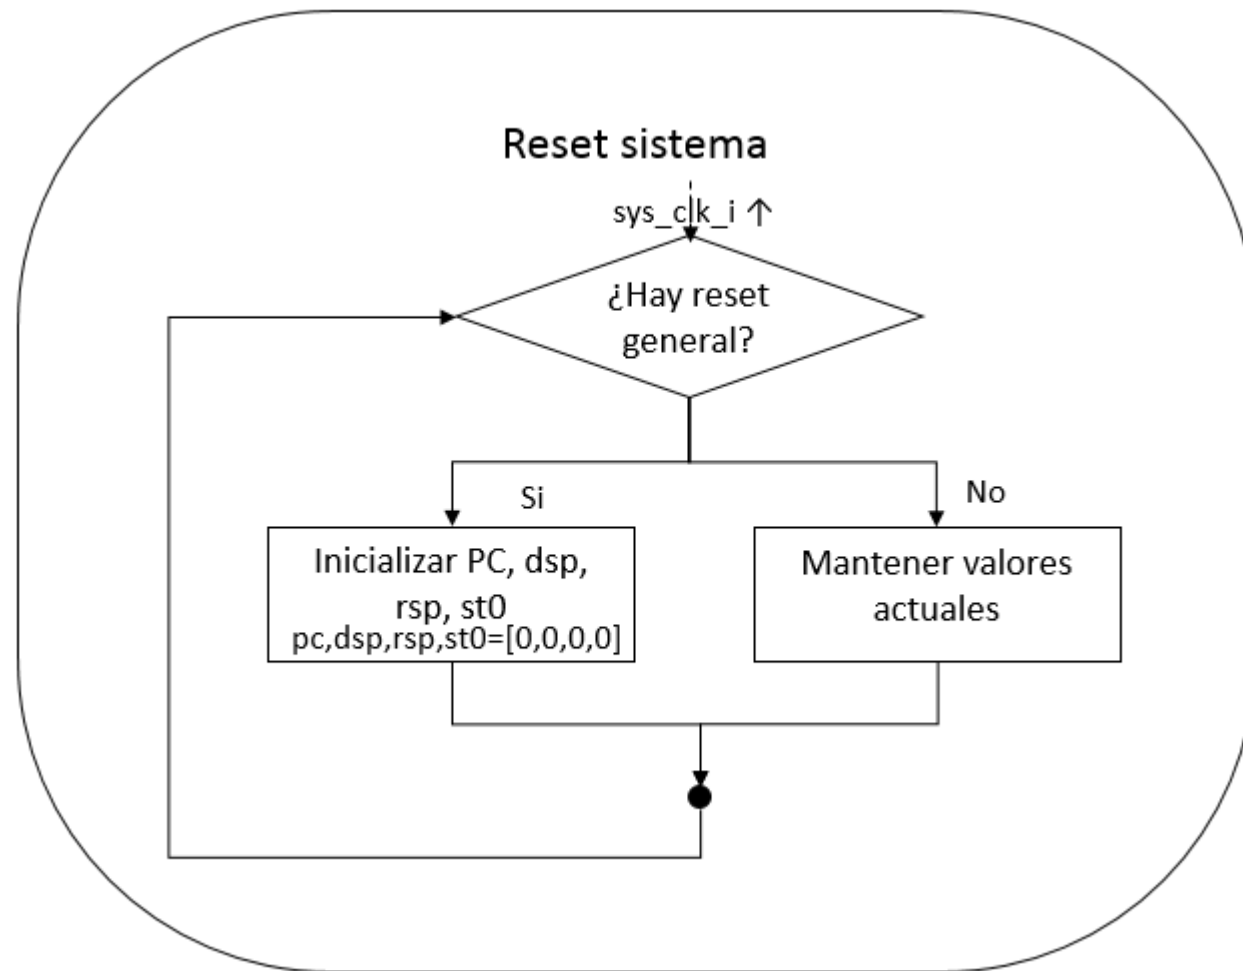 Reset sistema
sys_clk_i ↑
¿Hay reset
general?
Si
No
Inicializar PC, dsp,
rsp, st0
pc,dsp,rsp,st0=[0,0,0,0]
Mantener valores
actuales